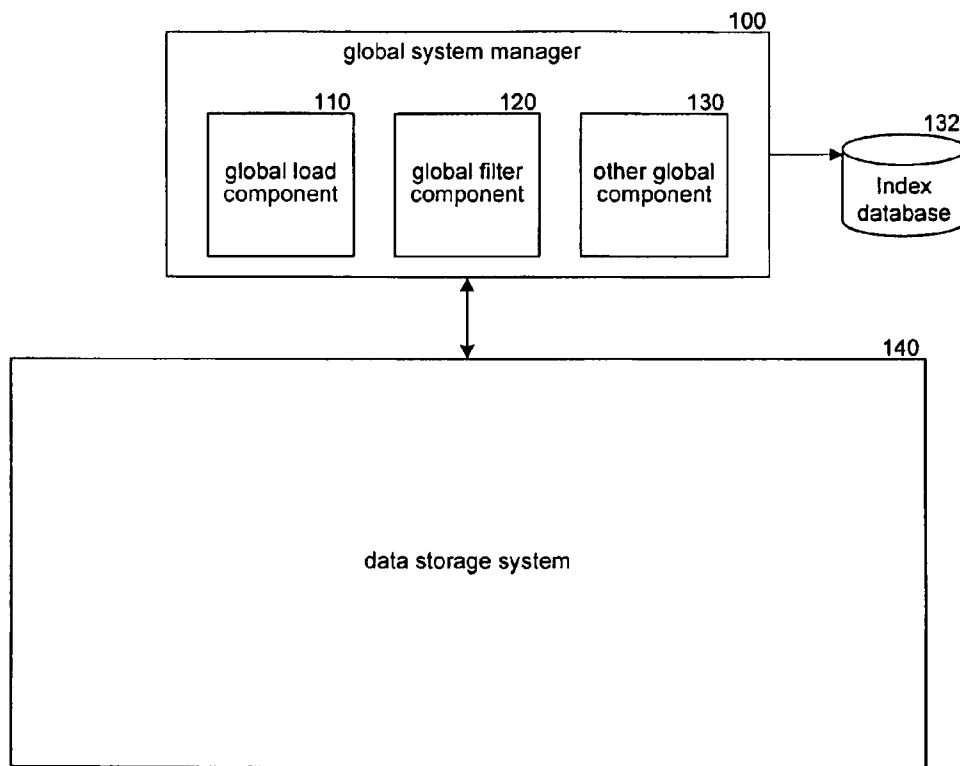 100
global system manager
110
120
130
global load
component
global filter
component
other global
component
132
Index
database
140
data storage system